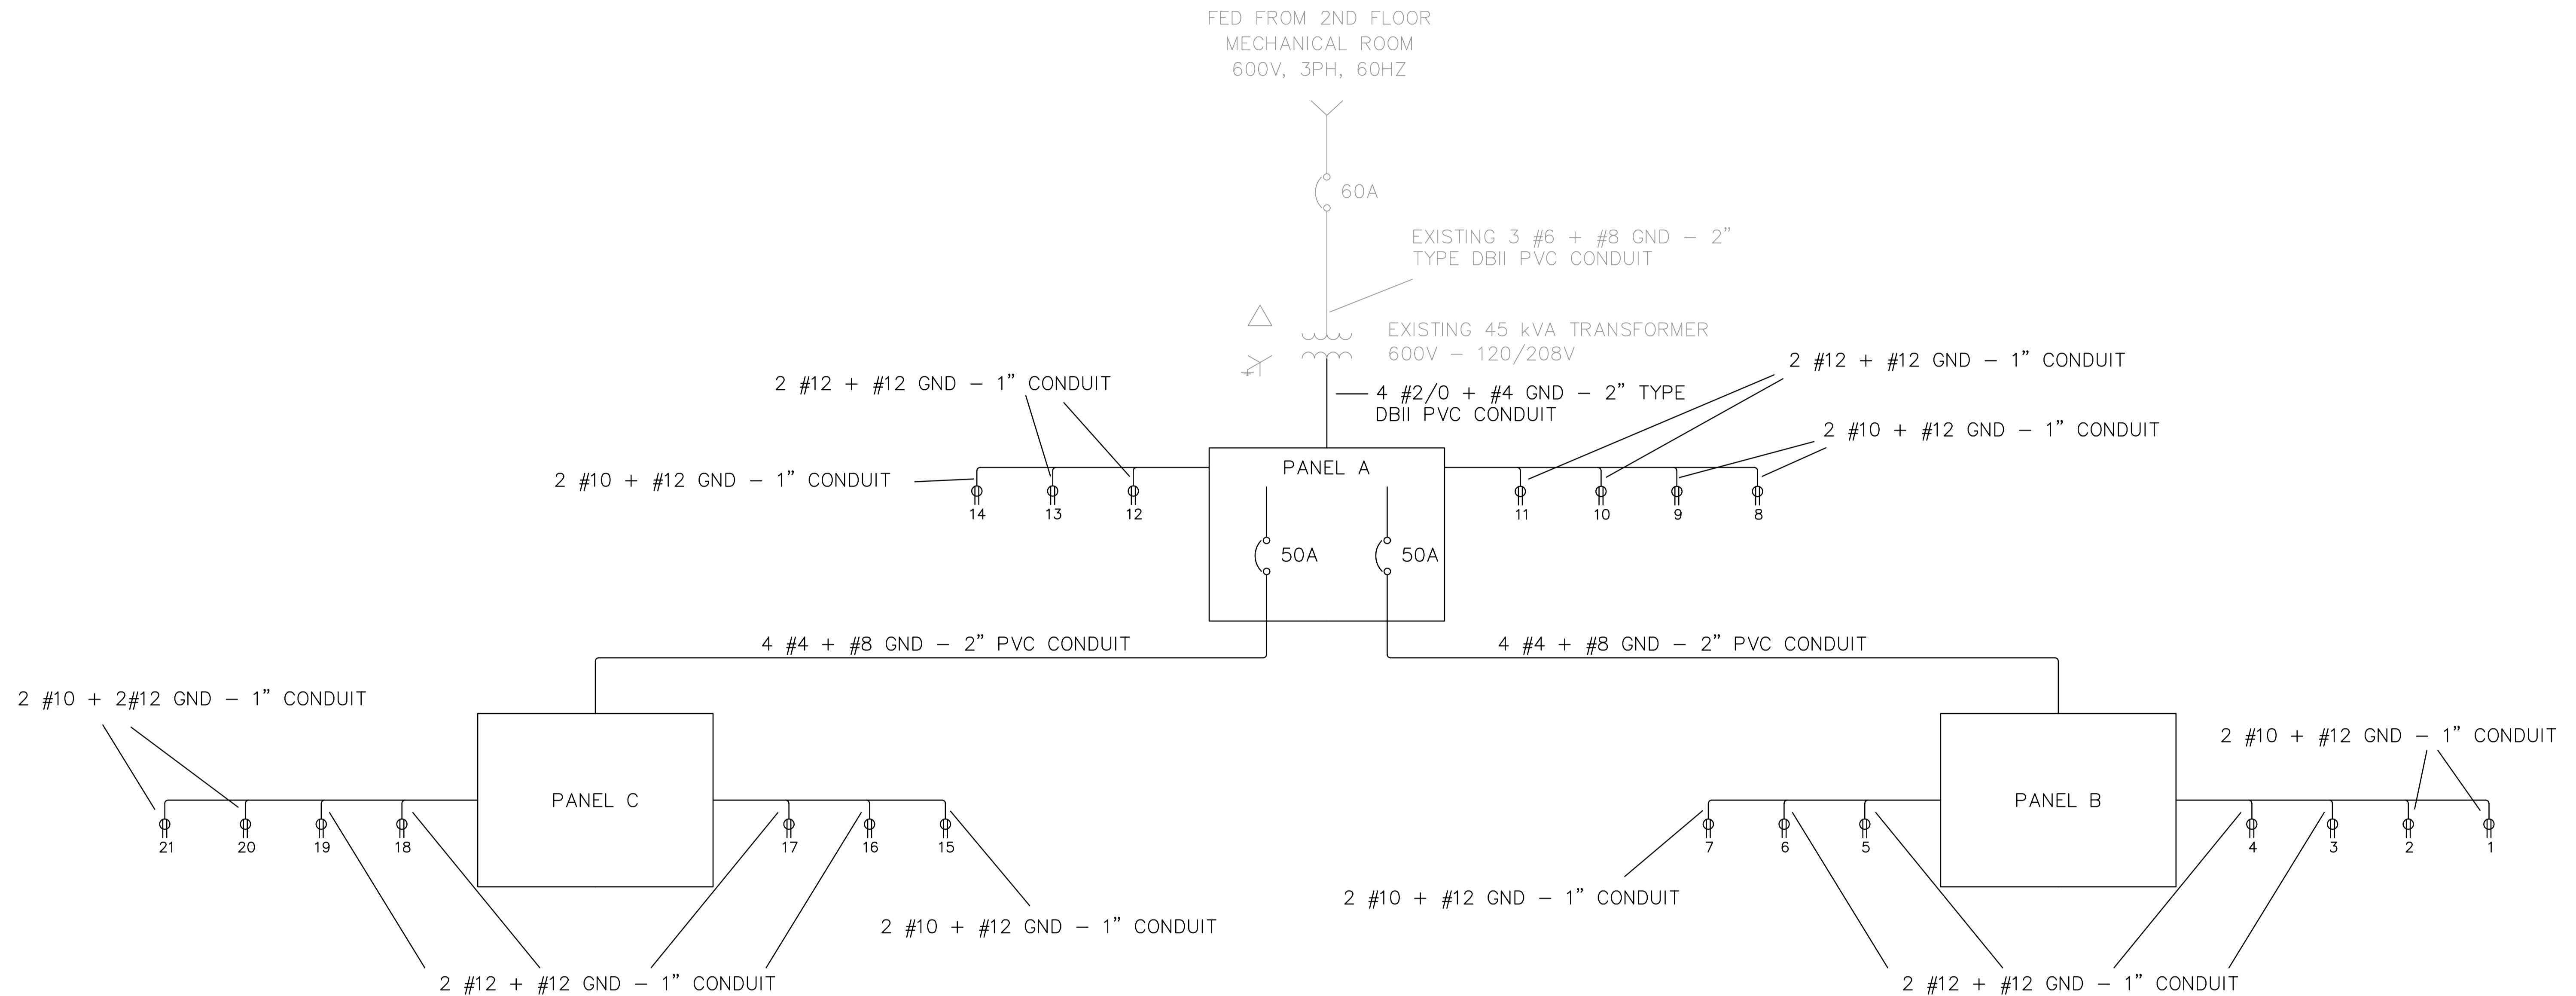 FED FROM 2ND FLOOR
MECHANICAL ROOM
600V, 3PH, 60HZ
60A
EXISTING 3 #6 + #8 GND – 2”
TYPE DBII PVC CONDUIT
EXISTING 45 kVA TRANSFORMER
600V – 120/208V
2 #12 + #12 GND – 1” CONDUIT
2 #12 + #12 GND – 1” CONDUIT
4 #2/0 + #4 GND – 2” TYPE
DBII PVC CONDUIT
2 #10 + #12 GND – 1” CONDUIT
PANEL A
2 #10 + #12 GND – 1” CONDUIT
14
13
12
11
10
9
8
50A
50A
4 #4 + #8 GND – 2” PVC CONDUIT
4 #4 + #8 GND – 2” PVC CONDUIT
2 #10 + 2#12 GND – 1” CONDUIT
2 #10 + #12 GND – 1” CONDUIT
PANEL C
PANEL B
21
20
19
18
17
16
15
7
6
5
4
3
2
1
2 #10 + #12 GND – 1” CONDUIT
2 #10 + #12 GND – 1” CONDUIT
2 #12 + #12 GND – 1” CONDUIT
2 #12 + #12 GND – 1” CONDUIT